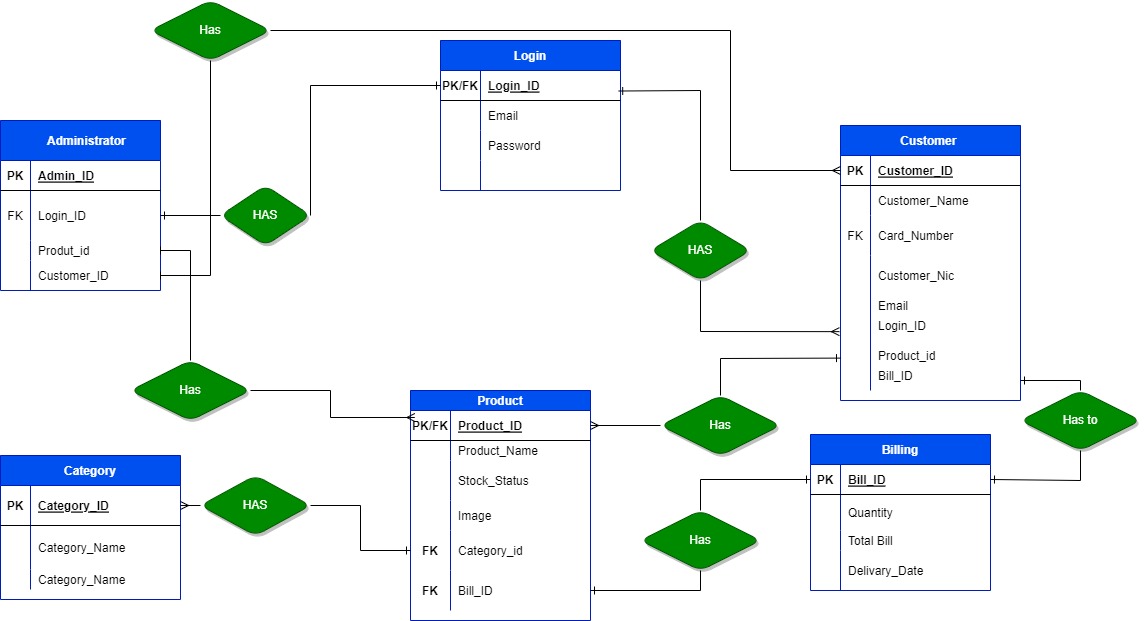 Has
Login
PK/FK Login_ID
Email
Password
Administrator
PK Admin_ID
FK Login_ID
Produt_id
Customer_ID
HAS
Customer
PK Customer_ID
Customer_Name
FK Card_Number
Customer_Nic
Email
Login_ID
Product_id
Bill_ID
HAS
Has
Product
PK/FK Product_ID
Product_Name
Stock_Status
Image
FK Category_id
FK Bill_ID
Has
Has to
Category
PK Category_ID
Category_Name
Category_Name
HAS
Billing
PK Bill_ID
Quantity
Total Bill
Delivary_Date
Has